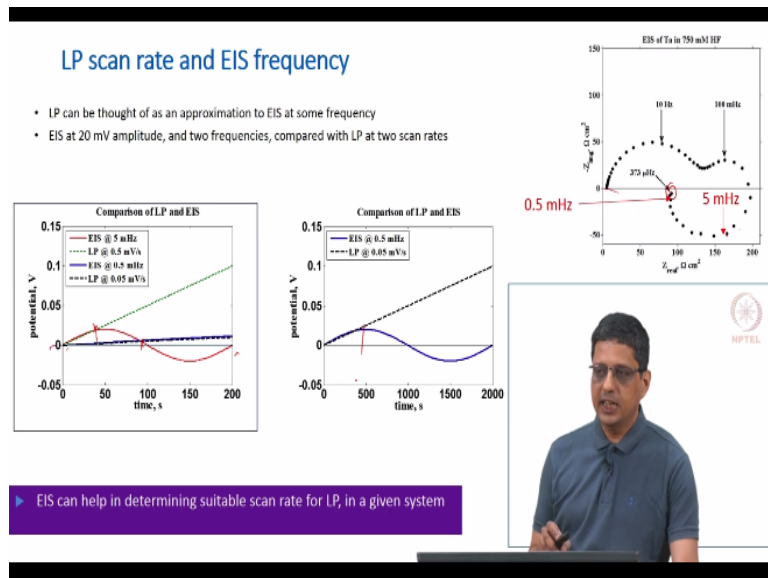 LP scan rate and EIS frequency
• LP can be thought of as an approximation to EIS at some frequency
• EIS at 20 mV amplitude, and two frequencies, compared with LP at two scan rates
EIS of Ta in 750 mM HF
150
100
50
0
-50
0
50
100
150
200
-Zimag, Ω cm²
Zreal, Ω cm²
10 Hz
100 mHz
373 µHz
0.5 mHz
5 mHz
Comparison of LP and EIS
0.15
0.1
0.05
0
-0.05
potential, V
EIS @ 5 mHz
LP @ 0.5 mV/s
EIS @ 0.5 mHz
LP @ 0.05 mV/s
0
50
100
150
200
time, s
Comparison of LP and EIS
0.15
0.1
0.05
0
-0.05
potential, V
EIS @ 0.5 mHz
LP @ 0.05 mV/s
0
500
1000
1500
2000
time, s
NPTEL
EIS can help in determining suitable scan rate for LP, in a given system